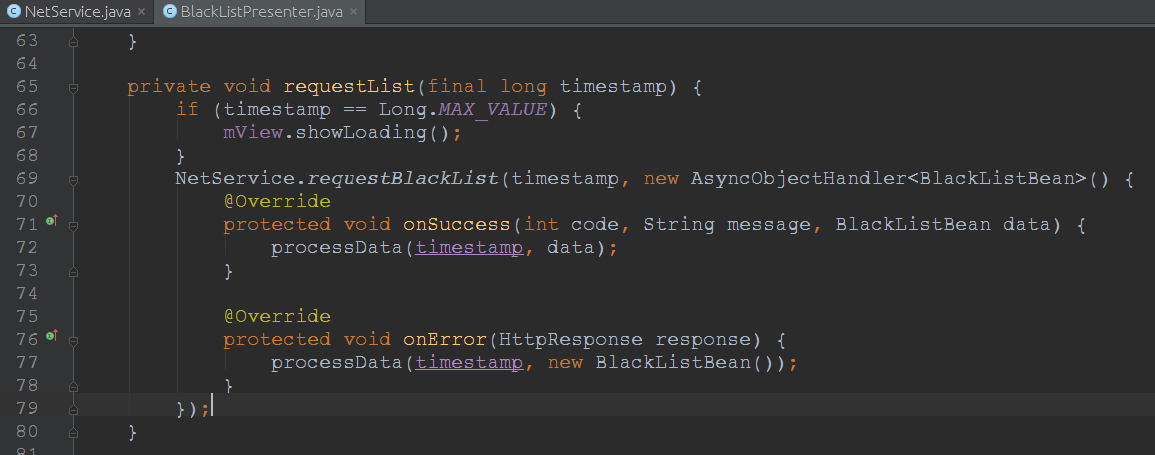 NetService.java × BlackListPresenter.java ×
63 }
64
65 private void requestList(final long timestamp) {
66 if (timestamp == Long.MAX_VALUE) {
67 mView.showLoading();
68 }
69 NetService.requestBlackList(timestamp, new AsyncObjectHandler<BlackListBean>() {
70 @Override
71 protected void onSuccess(int code, String message, BlackListBean data) {
72 processData(timestamp, data);
73 }
74
75 @Override
76 protected void onError(HttpResponse response) {
77 processData(timestamp, new BlackListBean());
78 }
79 });
80 }
81